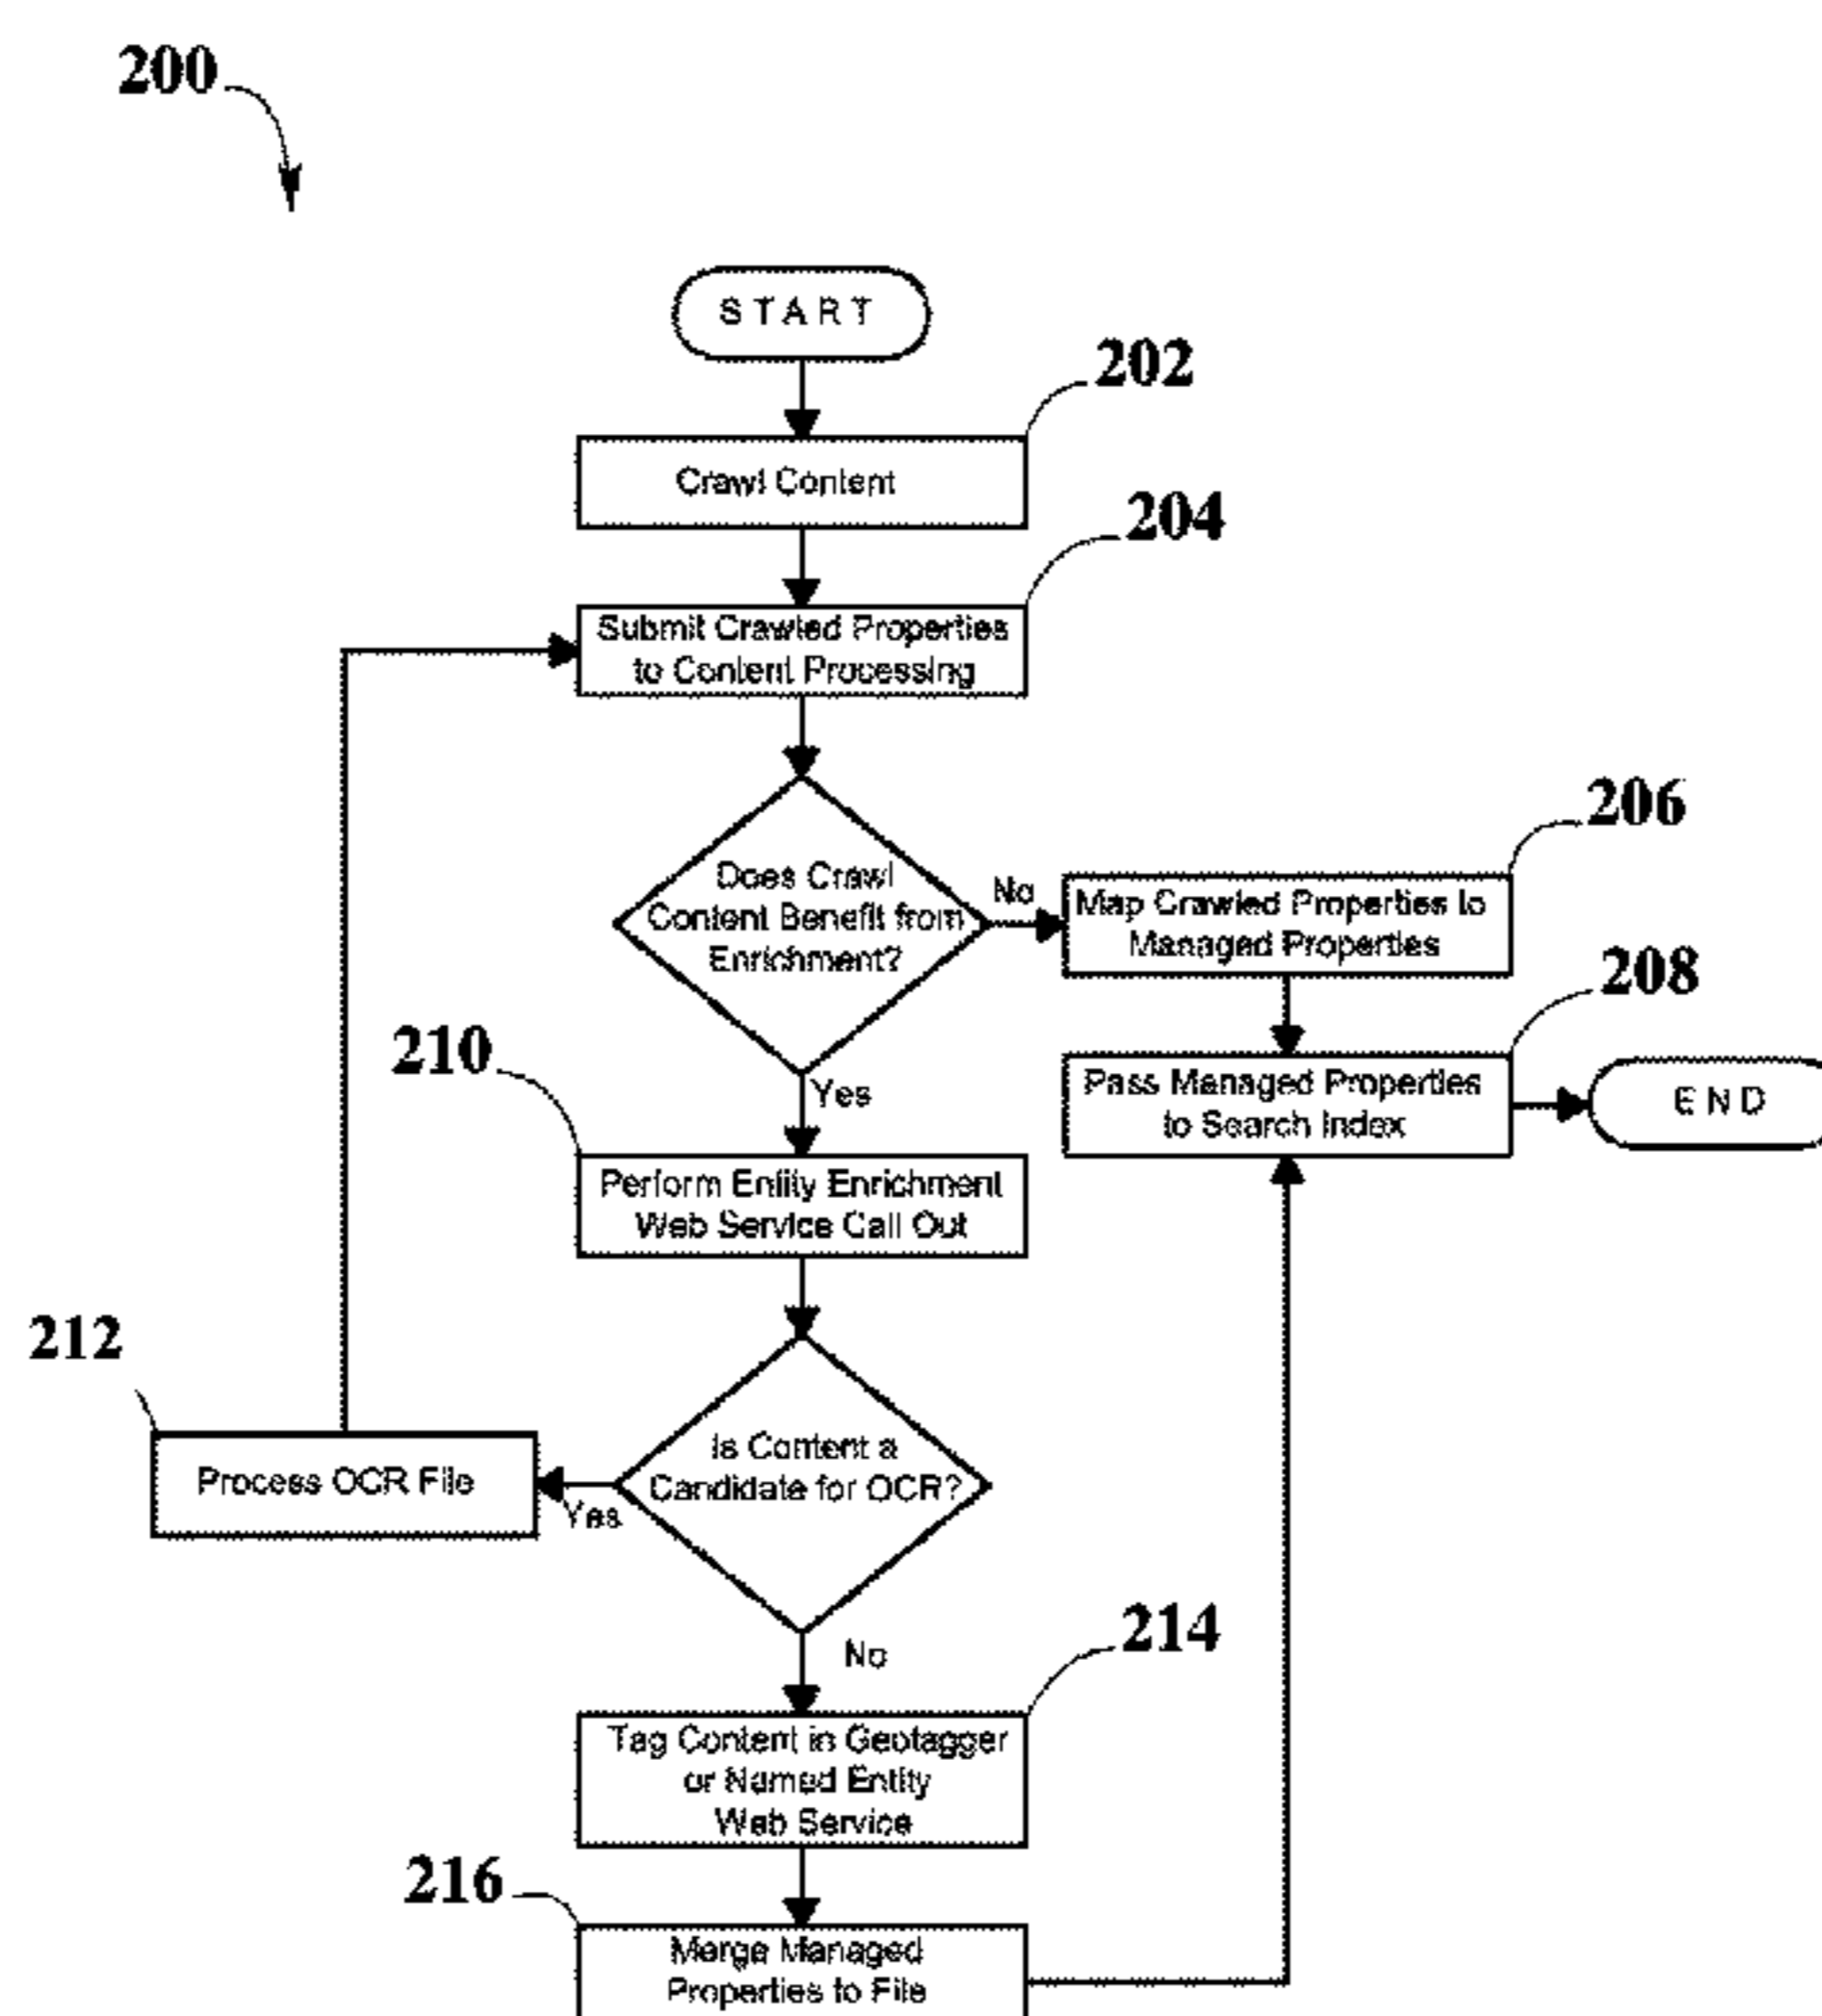 200
START
202
Crawl Content
204
Submit Crawled Properties
to Content Processing
Does Crawl
Content Benefit from
Enrichment?
No
206
Map Crawled Properties to
Managed Properties
208
Pass Managed Properties
to Search Index
END
Yes
210
Perform Entity Enrichment
Web Service Call Out
Is Content a
Candidate for OCR?
Yes
212
Process OCR File
No
214
Tag Content in Geotagger
or Named Entity
Web Service
216
Merge Managed
Properties to File